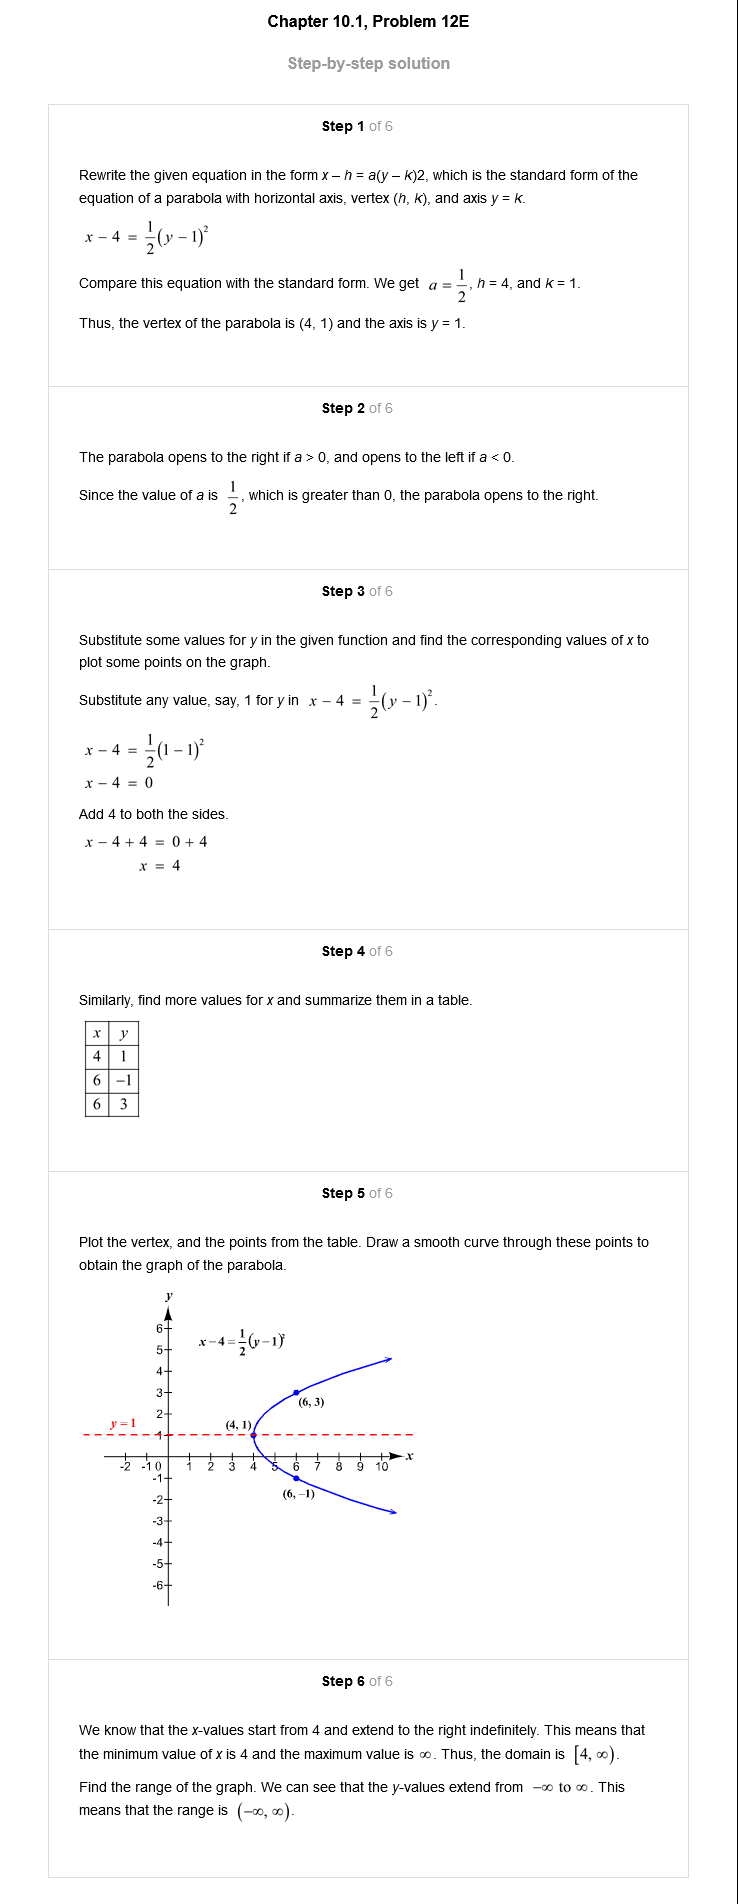 Chapter 10.1, Problem 12E
Step-by-step solution
Step 1 of 6
Rewrite the given equation in the form x – h = a(y – k)2, which is the standard form of the
equation of a parabola with horizontal axis, vertex (h, k), and axis y = k.
x − 4 = 1/2 (y − 1)²
Compare this equation with the standard form. We get a = 1/2, h = 4, and k = 1.
Thus, the vertex of the parabola is (4, 1) and the axis is y = 1.
Step 2 of 6
The parabola opens to the right if a > 0, and opens to the left if a < 0.
Since the value of a is 1/2, which is greater than 0, the parabola opens to the right.
Step 3 of 6
Substitute some values for y in the given function and find the corresponding values of x to
plot some points on the graph.
Substitute any value, say, 1 for y in x − 4 = 1/2 (y − 1)².
x − 4 = 1/2 (1 − 1)²
x − 4 = 0
Add 4 to both the sides.
x − 4 + 4 = 0 + 4
x = 4
Step 4 of 6
Similarly, find more values for x and summarize them in a table.
x y
4 1
6 −1
6 3
Step 5 of 6
Plot the vertex, and the points from the table. Draw a smooth curve through these points to
obtain the graph of the parabola.
y
6
x − 4 = 1/2 (y − 1)²
5
4
3
(6, 3)
2
y = 1
(4, 1)
1
x
-2 -1 0 1 2 3 4 5 6 7 8 9 10
-1
(6, −1)
-2
-3
-4
-5
-6
Step 6 of 6
We know that the x-values start from 4 and extend to the right indefinitely. This means that
the minimum value of x is 4 and the maximum value is ∞. Thus, the domain is [4, ∞).
Find the range of the graph. We can see that the y-values extend from −∞ to ∞. This
means that the range is (−∞, ∞).